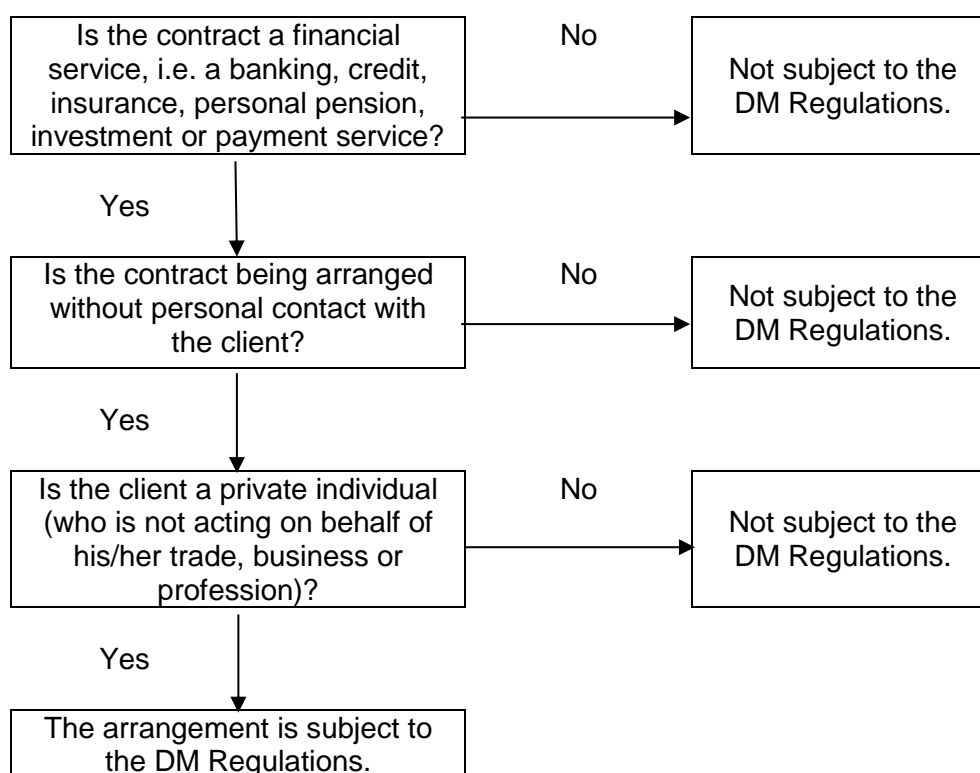 Is the contract a financial
service, i.e. a banking, credit,
insurance, personal pension,
investment or payment service?
No
Not subject to the
DM Regulations.
Yes
Is the contract being arranged
without personal contact with
the client?
No
Not subject to the
DM Regulations.
Yes
Is the client a private individual
(who is not acting on behalf of
his/her trade, business or
profession)?
No
Not subject to the
DM Regulations.
Yes
The arrangement is subject to
the DM Regulations.